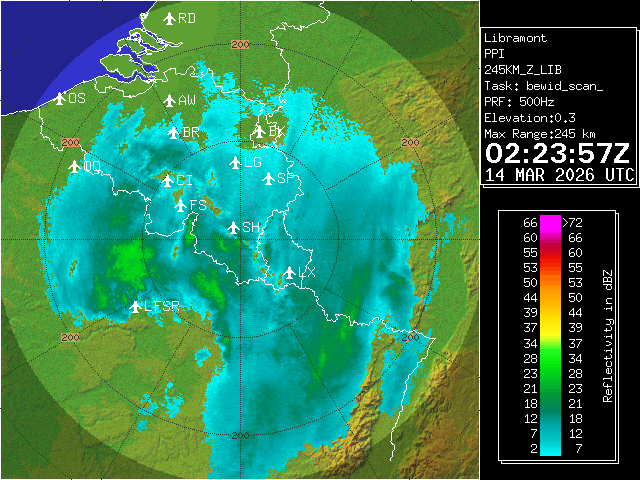 RD
200
OS
AW
BR
BK
200
200
LG
CI
SP
FS
SH
LX
LFSR
200
200
200
Libramont
PPI
245KM_Z_LIB
Task: bewid_scan_
PRF: 500Hz
Elevation:0.3
Max Range:245 km
02:23:57Z
14 MAR 2026 UTC
66 >72
60 66
55 60
53 55
50 53
44 50
39 44
37 39
34 37
28 34
23 28
21 23
18 21
12 18
7 12
2 7
Reflectivity in dBZ